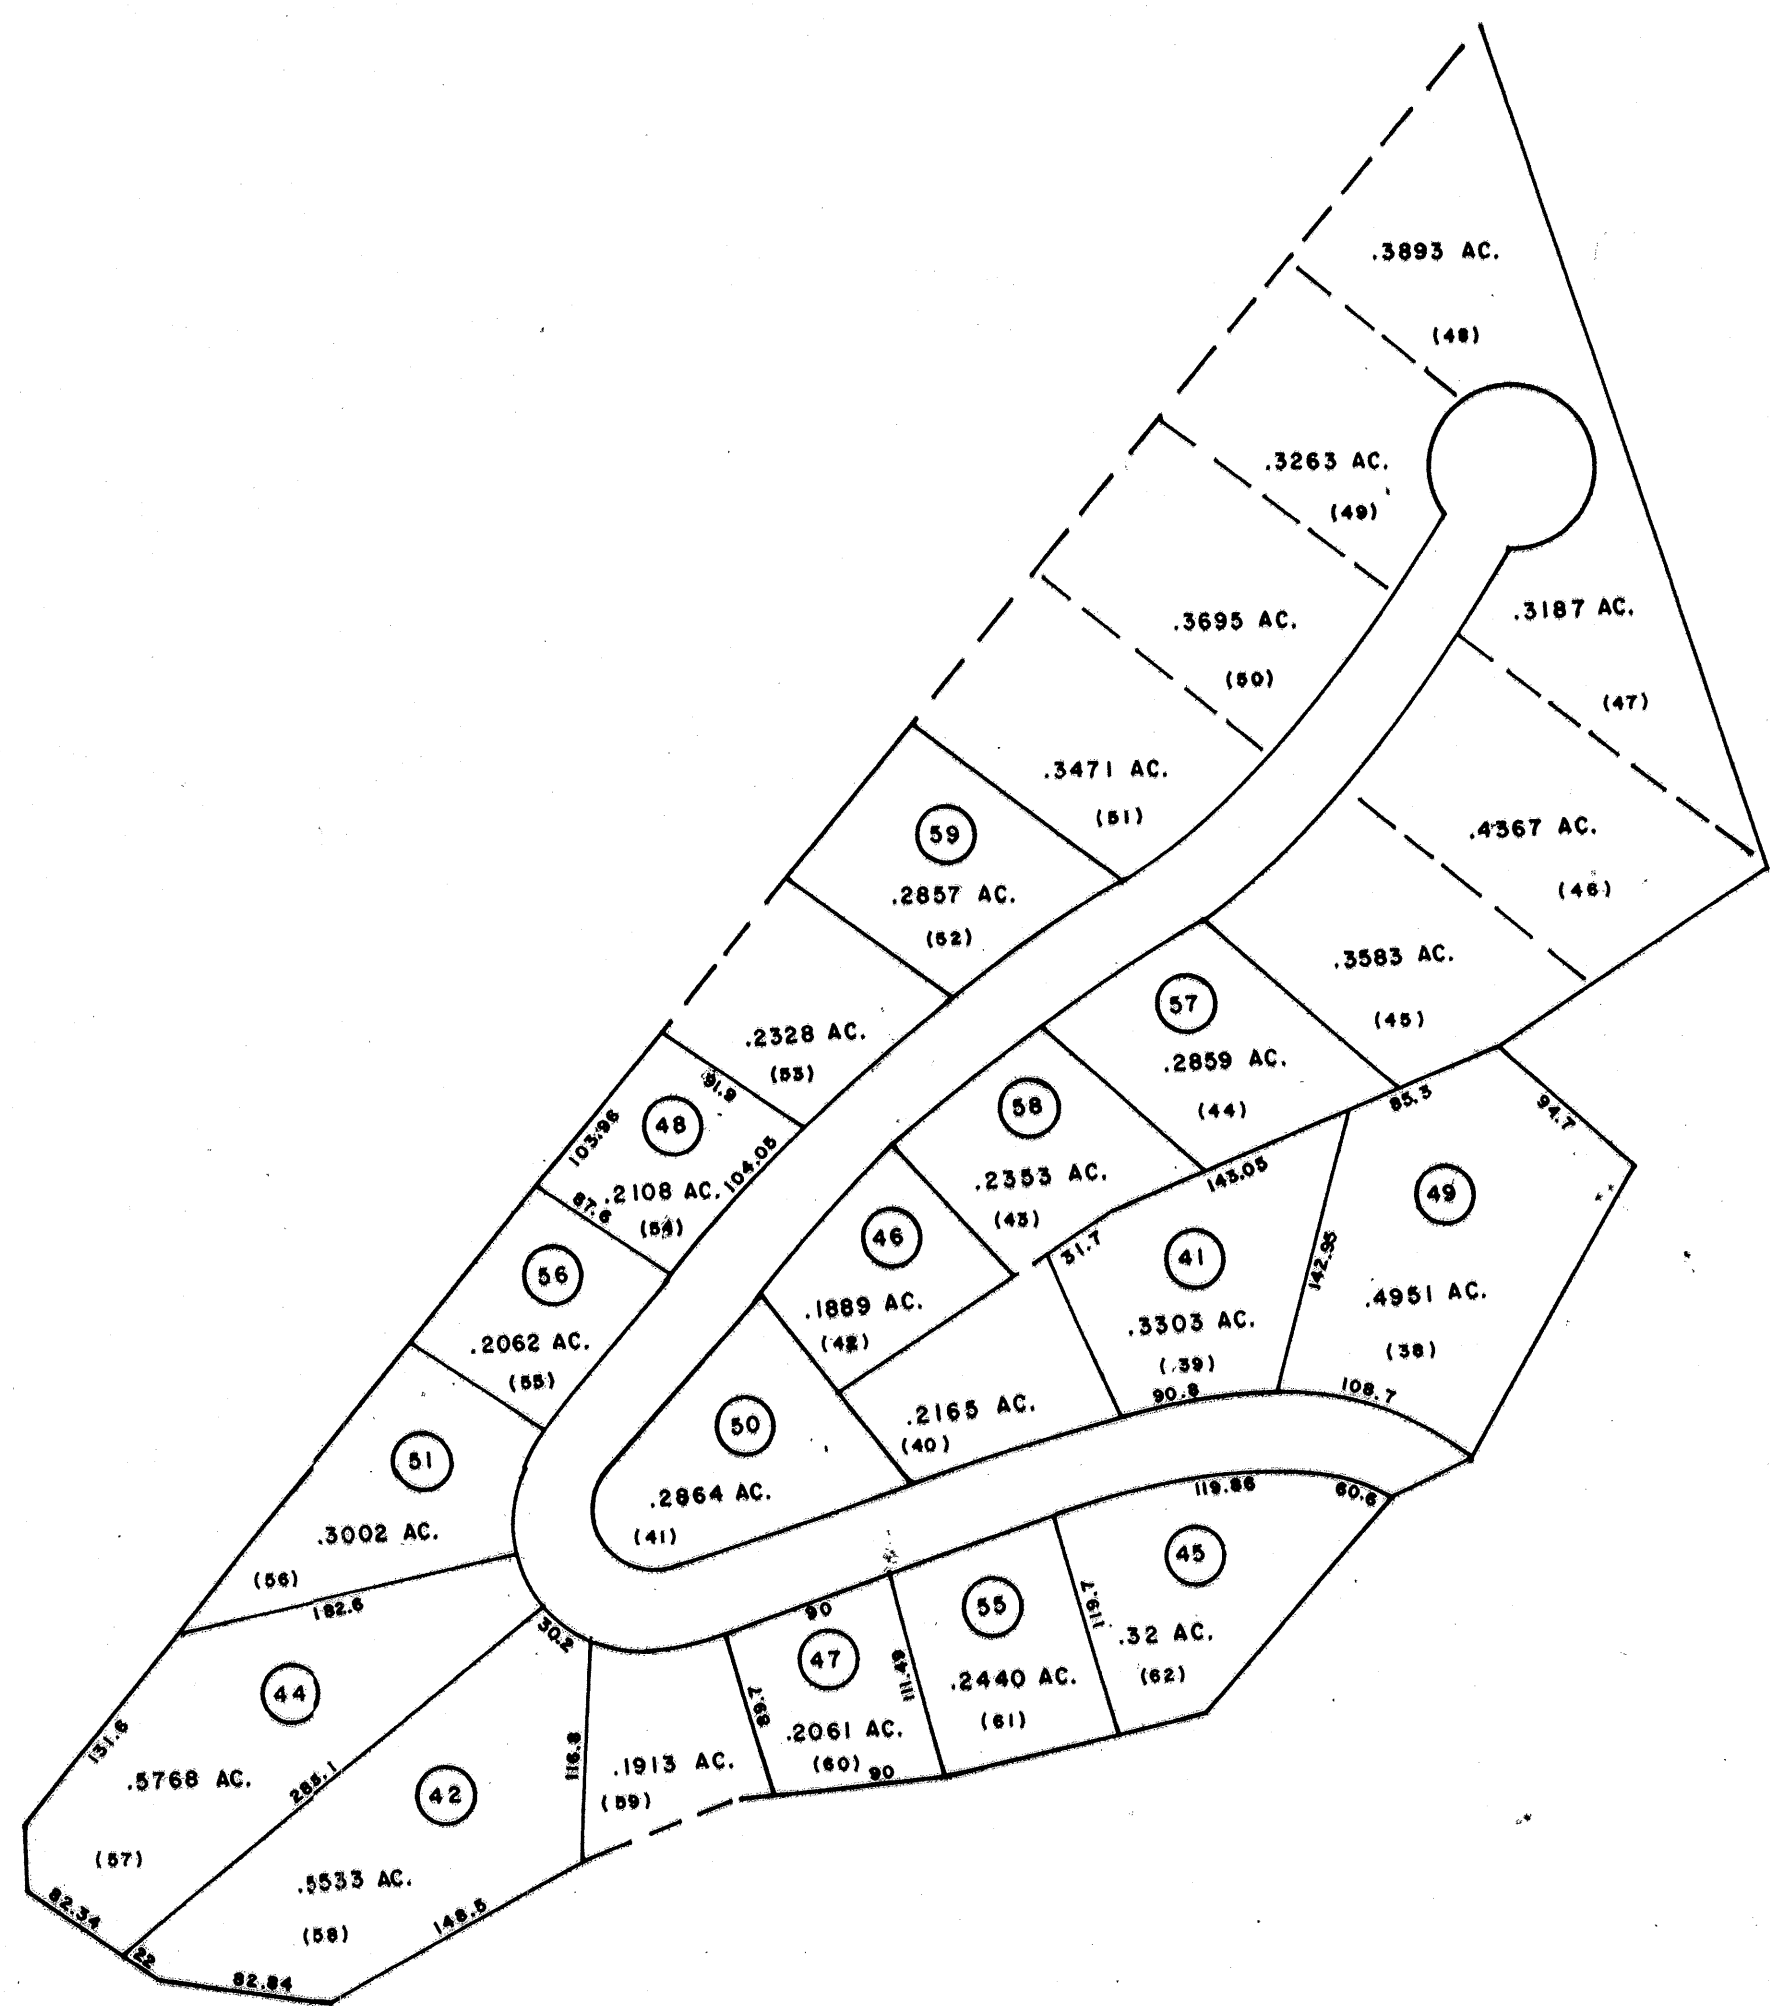 .3893 AC.
(48)
.3263 AC.
(49)
.3695 AC.
(50)
.3187 AC.
(47)
.3471 AC.
(51)
.4367 AC.
(46)
59
.2857 AC.
(52)
.3583 AC.
(45)
57
.2859 AC.
(44)
.2328 AC.
(53)
91.9
85.3
94.7
48
103.96
104.05
.2108 AC.
(54)
87.6
58
.2353 AC.
(43)
143.05
49
.4951 AC.
(38)
142.95
108.7
31.7
41
.3303 AC.
(39)
90.8
46
.1889 AC.
(42)
56
.2062 AC.
(55)
.2165 AC.
(40)
50
.2864 AC.
(41)
51
.3002 AC.
(56)
182.6
119.86
60.6
45
.32 AC.
(62)
119.7
55
.2440 AC.
(61)
90
47
111.49
89.7
.2061 AC.
(60)
90
30.2
116.8
.1913 AC.
(59)
44
131.6
.5768 AC.
(57)
285.1
42
.5533 AC.
(58)
148.5
82.34
22
82.84